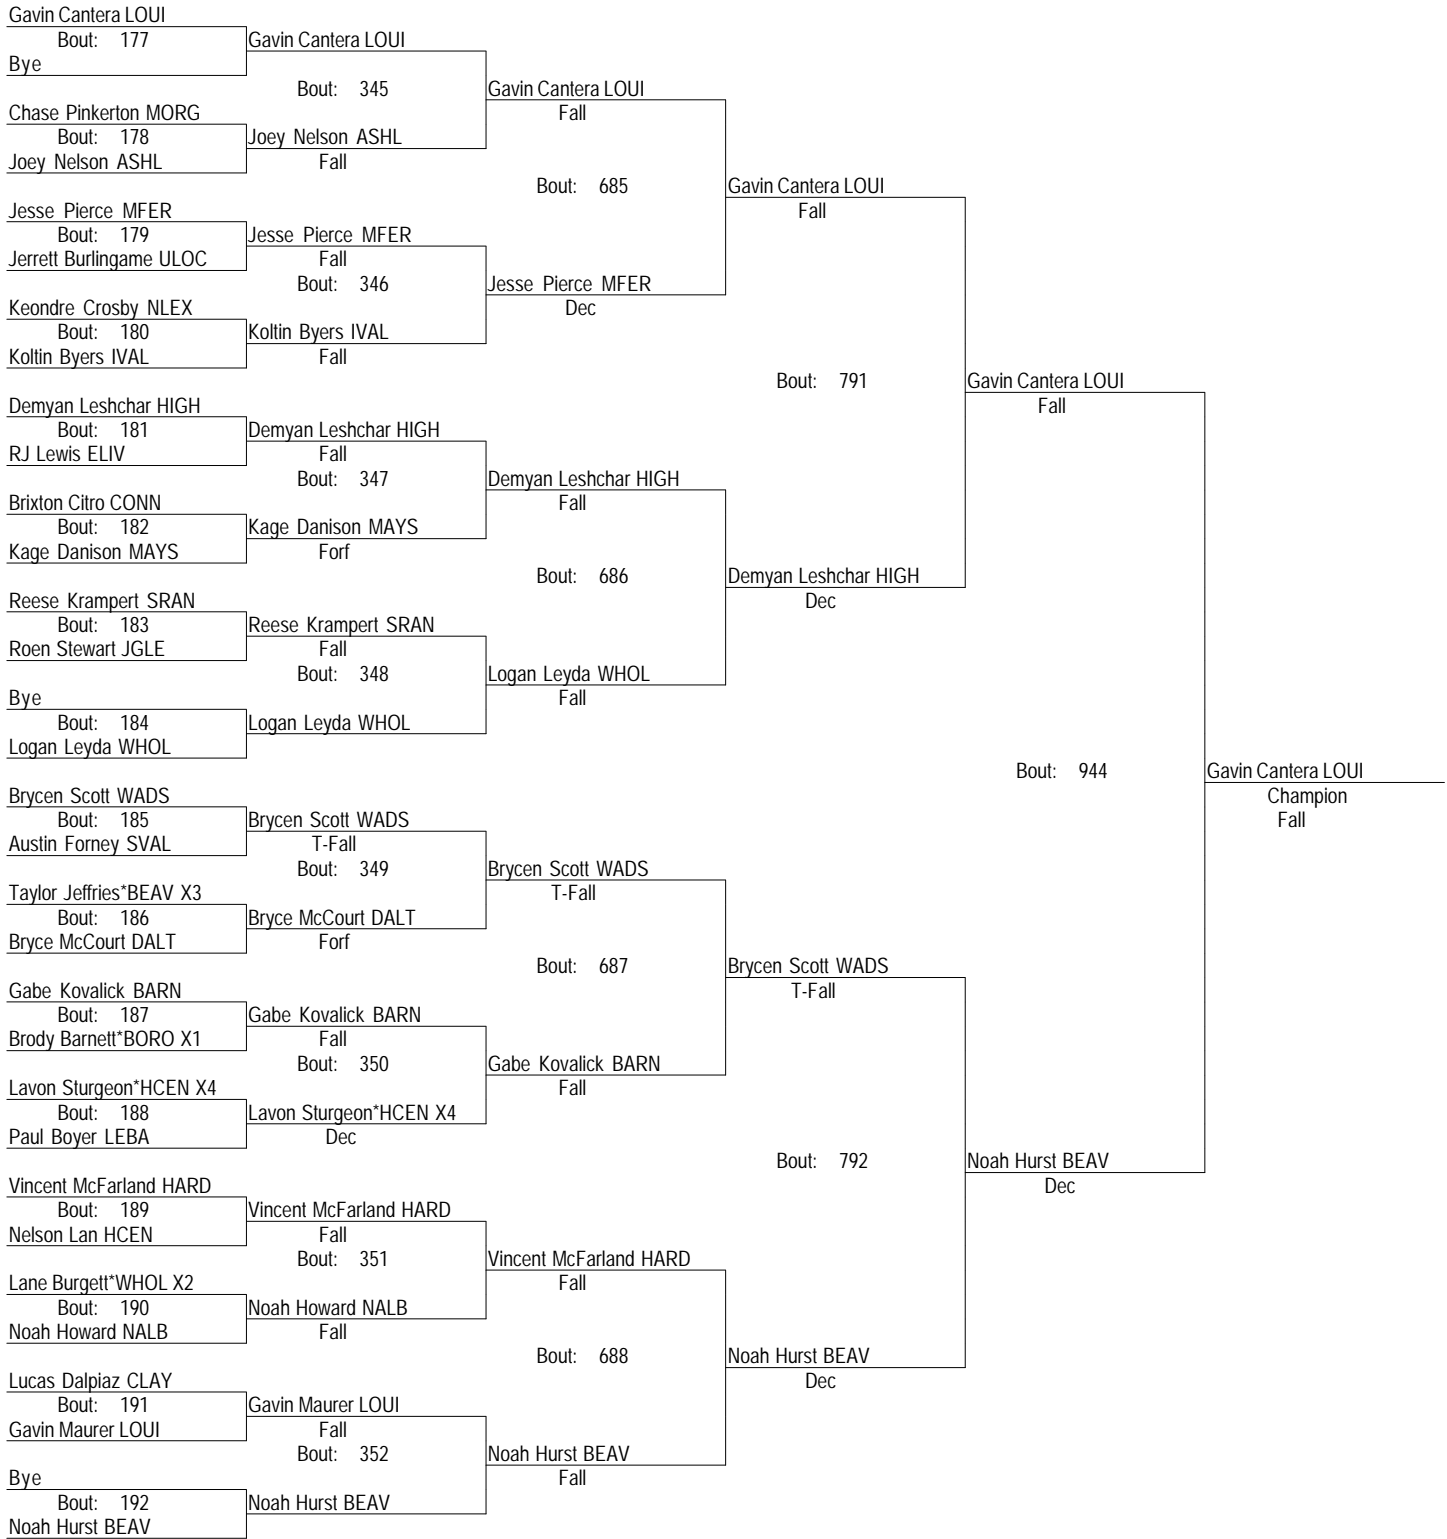 Gavin Cantera LOUI
Bout: 177
Gavin Cantera LOUI
Bye
Bout: 345
Gavin Cantera LOUI
Fall
Chase Pinkerton MORG
Bout: 178
Joey Nelson ASHL
Joey Nelson ASHL
Fall
Bout: 685
Gavin Cantera LOUI
Fall
Jesse Pierce MFER
Bout: 179
Jesse Pierce MFER
Jerrett Burlingame ULOC
Fall
Bout: 346
Jesse Pierce MFER
Dec
Keondre Crosby NLEX
Bout: 180
Koltin Byers IVAL
Koltin Byers IVAL
Fall
Bout: 791
Gavin Cantera LOUI
Fall
Demyan Leshchar HIGH
Bout: 181
Demyan Leshchar HIGH
RJ Lewis ELIV
Fall
Bout: 347
Demyan Leshchar HIGH
Fall
Brixton Citro CONN
Bout: 182
Kage Danison MAYS
Kage Danison MAYS
Forf
Bout: 686
Demyan Leshchar HIGH
Dec
Reese Krampert SRAN
Bout: 183
Reese Krampert SRAN
Roen Stewart JGLE
Fall
Bout: 348
Logan Leyda WHOL
Fall
Bye
Bout: 184
Logan Leyda WHOL
Logan Leyda WHOL
Bout: 944
Gavin Cantera LOUI
Champion
Fall
Brycen Scott WADS
Bout: 185
Brycen Scott WADS
Austin Forney SVAL
T-Fall
Bout: 349
Brycen Scott WADS
T-Fall
Taylor Jeffries*BEAV X3
Bout: 186
Bryce McCourt DALT
Bryce McCourt DALT
Forf
Bout: 687
Brycen Scott WADS
T-Fall
Gabe Kovalick BARN
Bout: 187
Gabe Kovalick BARN
Brody Barnett*BORO X1
Fall
Bout: 350
Gabe Kovalick BARN
Fall
Lavon Sturgeon*HCEN X4
Bout: 188
Lavon Sturgeon*HCEN X4
Paul Boyer LEBA
Dec
Bout: 792
Noah Hurst BEAV
Dec
Vincent McFarland HARD
Bout: 189
Vincent McFarland HARD
Nelson Lan HCEN
Fall
Bout: 351
Vincent McFarland HARD
Fall
Lane Burgett*WHOL X2
Bout: 190
Noah Howard NALB
Noah Howard NALB
Fall
Bout: 688
Noah Hurst BEAV
Dec
Lucas Dalpiaz CLAY
Bout: 191
Gavin Maurer LOUI
Gavin Maurer LOUI
Fall
Bout: 352
Noah Hurst BEAV
Fall
Bye
Bout: 192
Noah Hurst BEAV
Noah Hurst BEAV